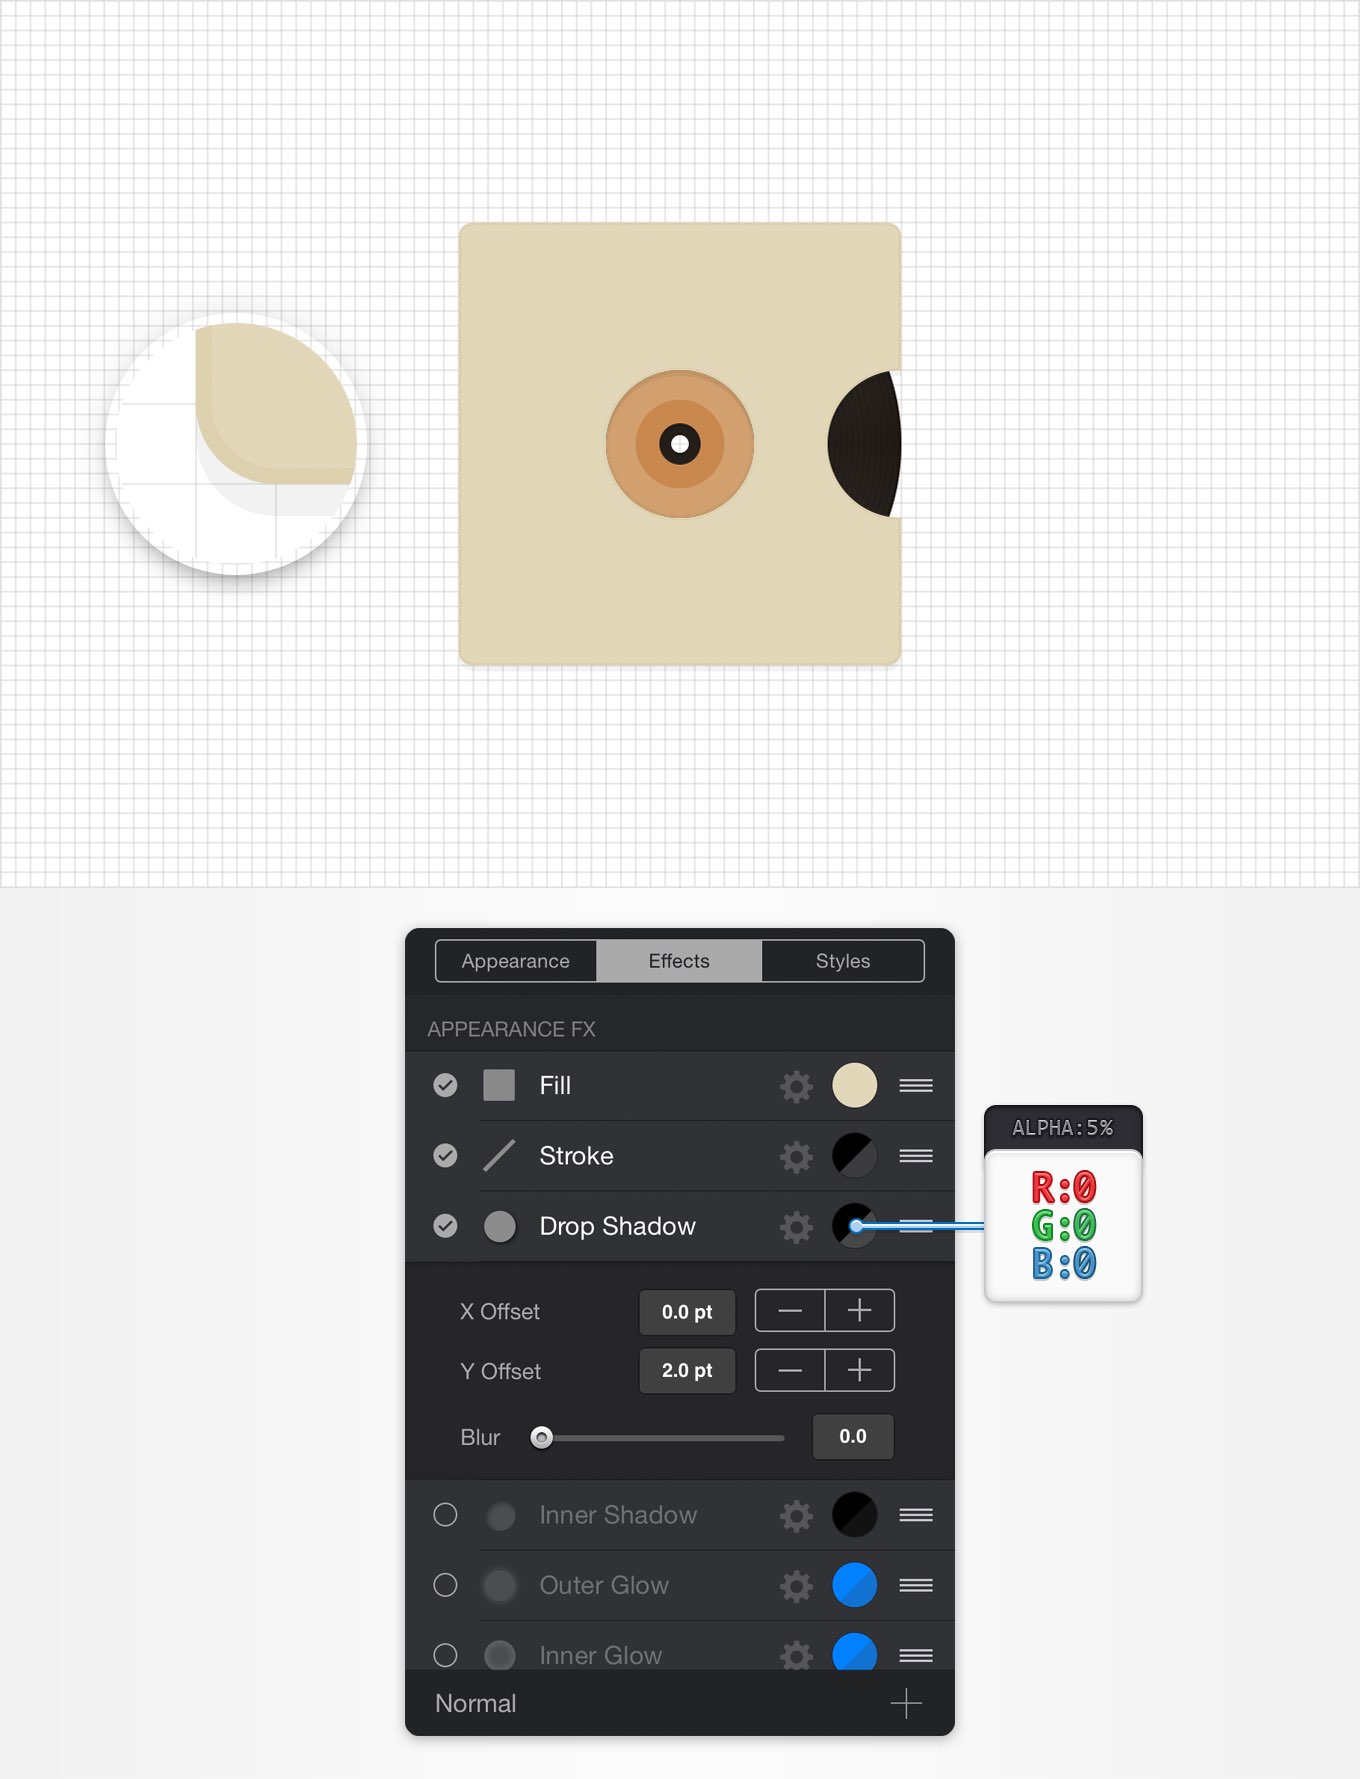 Appearance Effects Styles
APPEARANCE FX
Fill
Stroke
Drop Shadow
ALPHA:5%
R:0
G:0
B:0
X Offset 0.0 pt
Y Offset 2.0 pt
Blur 0.0
Inner Shadow
Outer Glow
Inner Glow
Normal